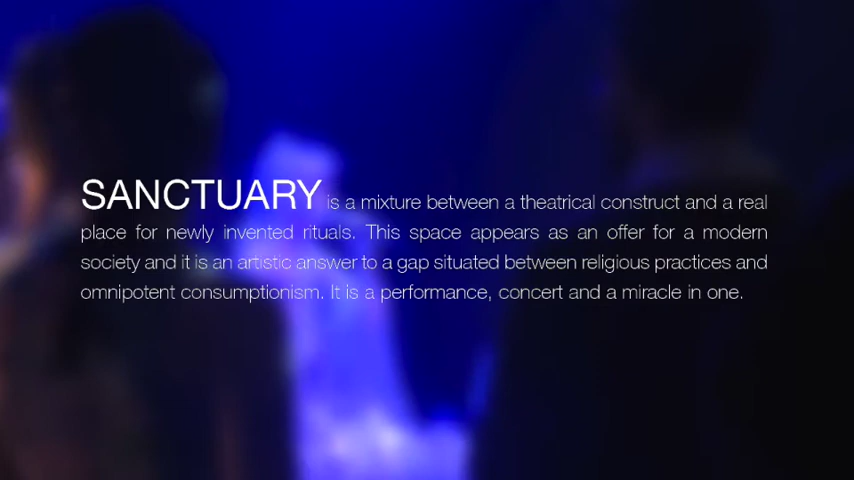 SANCTUARY is a mixture between a theatrical construct and a real
place for newly invented rituals. This space appears as an offer for a modern
society and it is an artistic answer to a gap situated between religious practices and
omnipotent consumptionism. It is a performance, concert and a miracle in one.